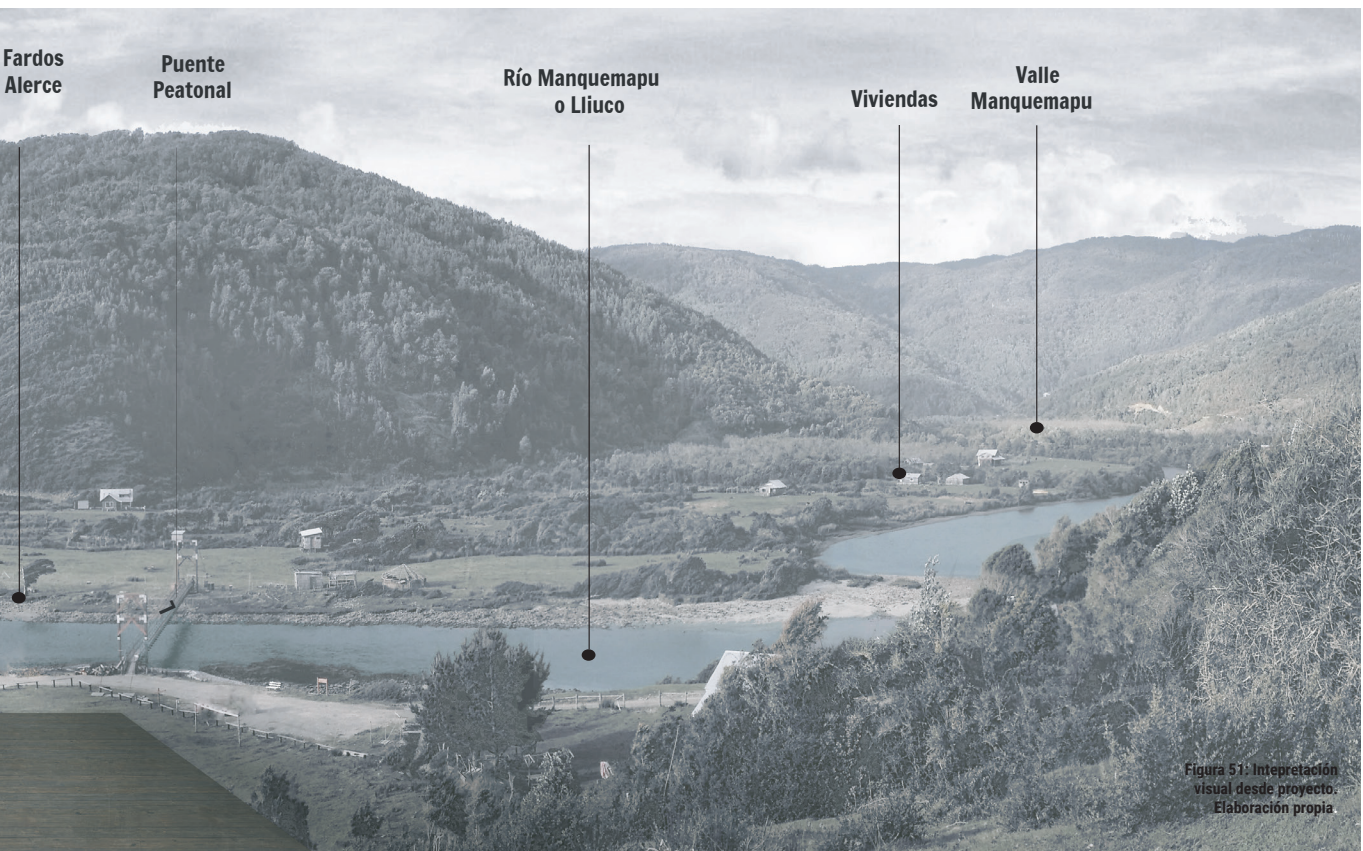 Fardos
Alerce
Puente
Peatonal
Río Manquemapu
o Lliuco
Viviendas
Valle
Manquemapu
Figura 51: Intepretación
visual desde proyecto.
Elaboración propia.